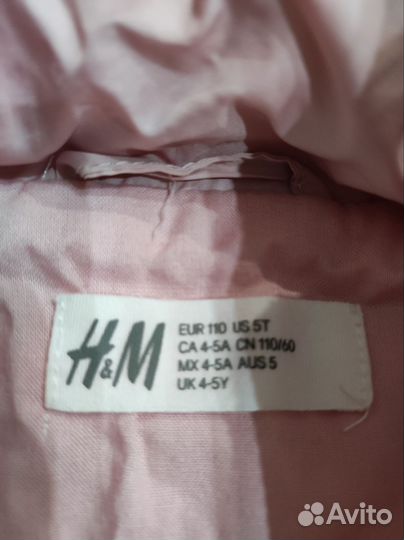 H&M
EUR 110 US 5T
CA 4-5A CN 110/60
MX 4-5A AUS 5
UK 4-5Y
Avito